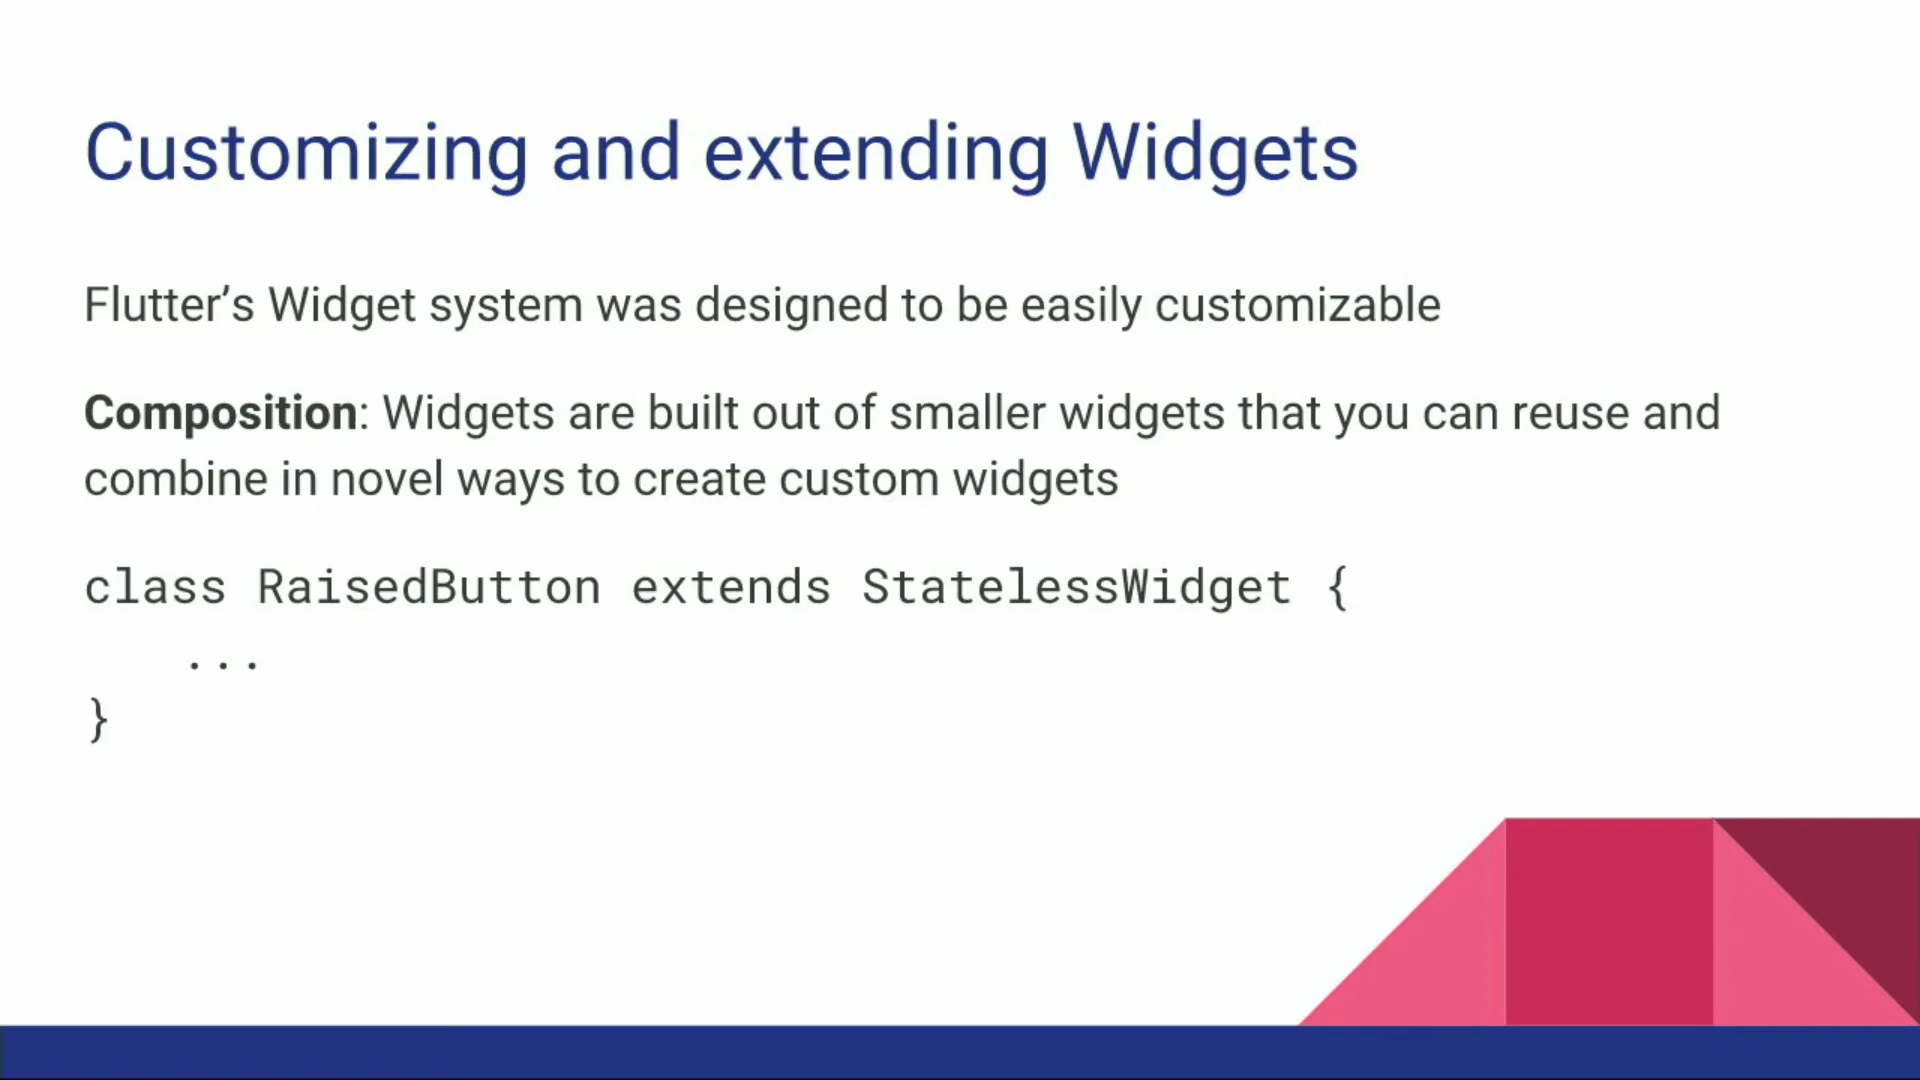 Customizing and extending Widgets
Flutter’s Widget system was designed to be easily customizable
Composition: Widgets are built out of smaller widgets that you can reuse and
combine in novel ways to create custom widgets
class RaisedButton extends StatelessWidget {
...
}